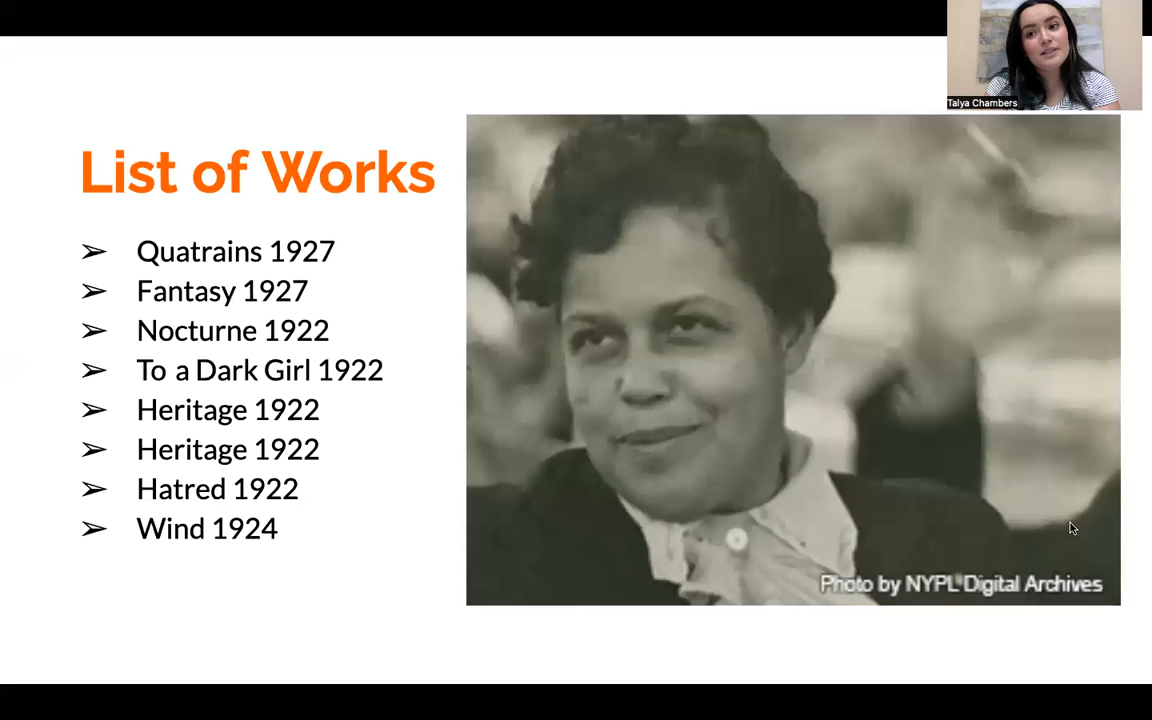 Talya Chambers
List of Works
➢ Quatrains 1927
➢ Fantasy 1927
➢ Nocturne 1922
➢ To a Dark Girl 1922
➢ Heritage 1922
➢ Heritage 1922
➢ Hatred 1922
➢ Wind 1924
Photo by NYPL Digital Archives